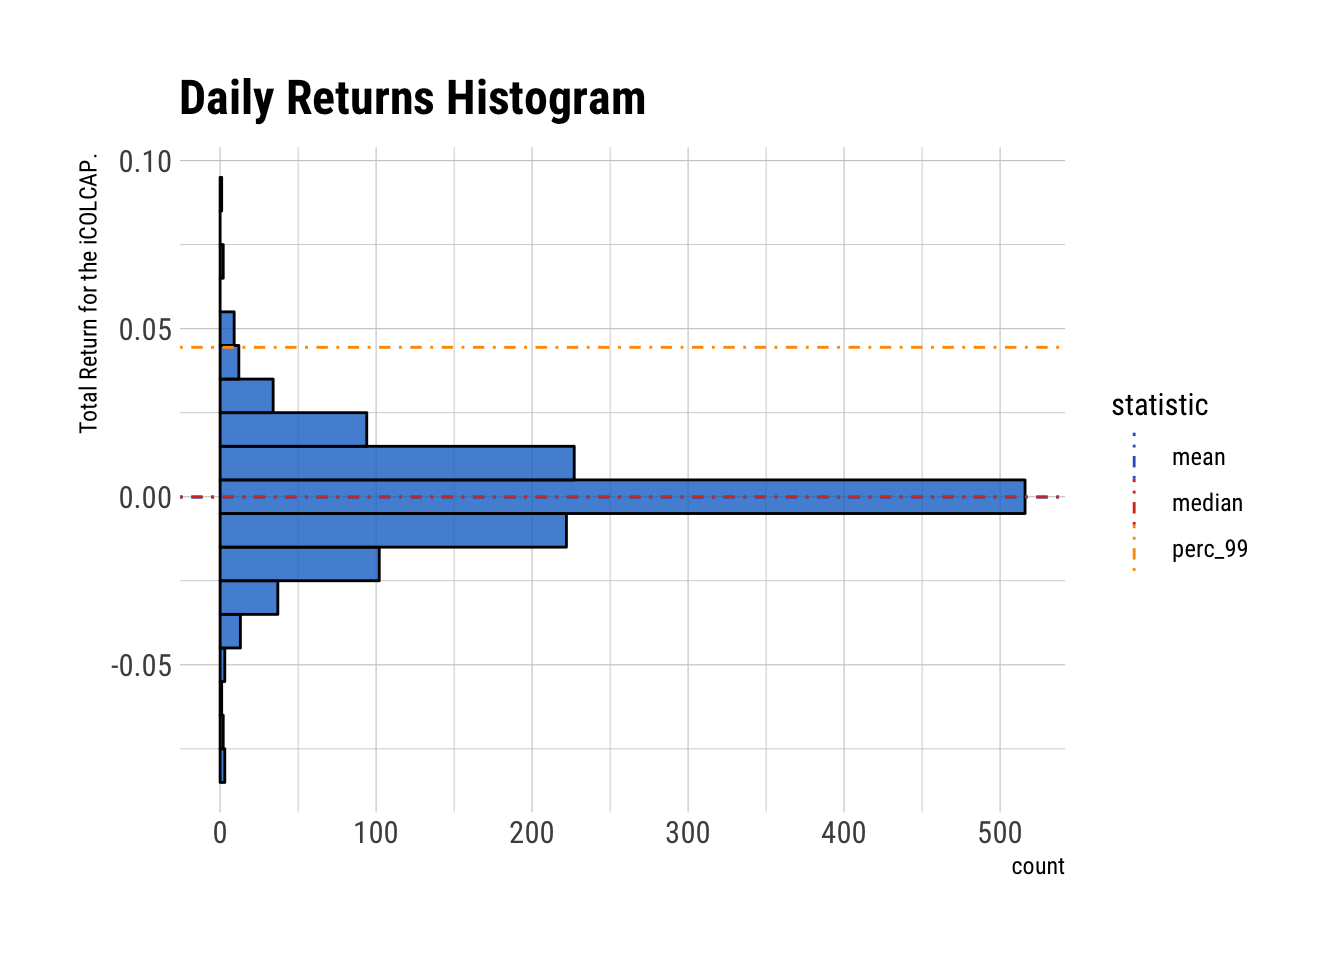 Daily Returns Histogram
Total Return for the iCOLCAP.
0.10
0.05
0.00
-0.05
0 100 200 300 400 500
count
statistic
mean
median
perc_99